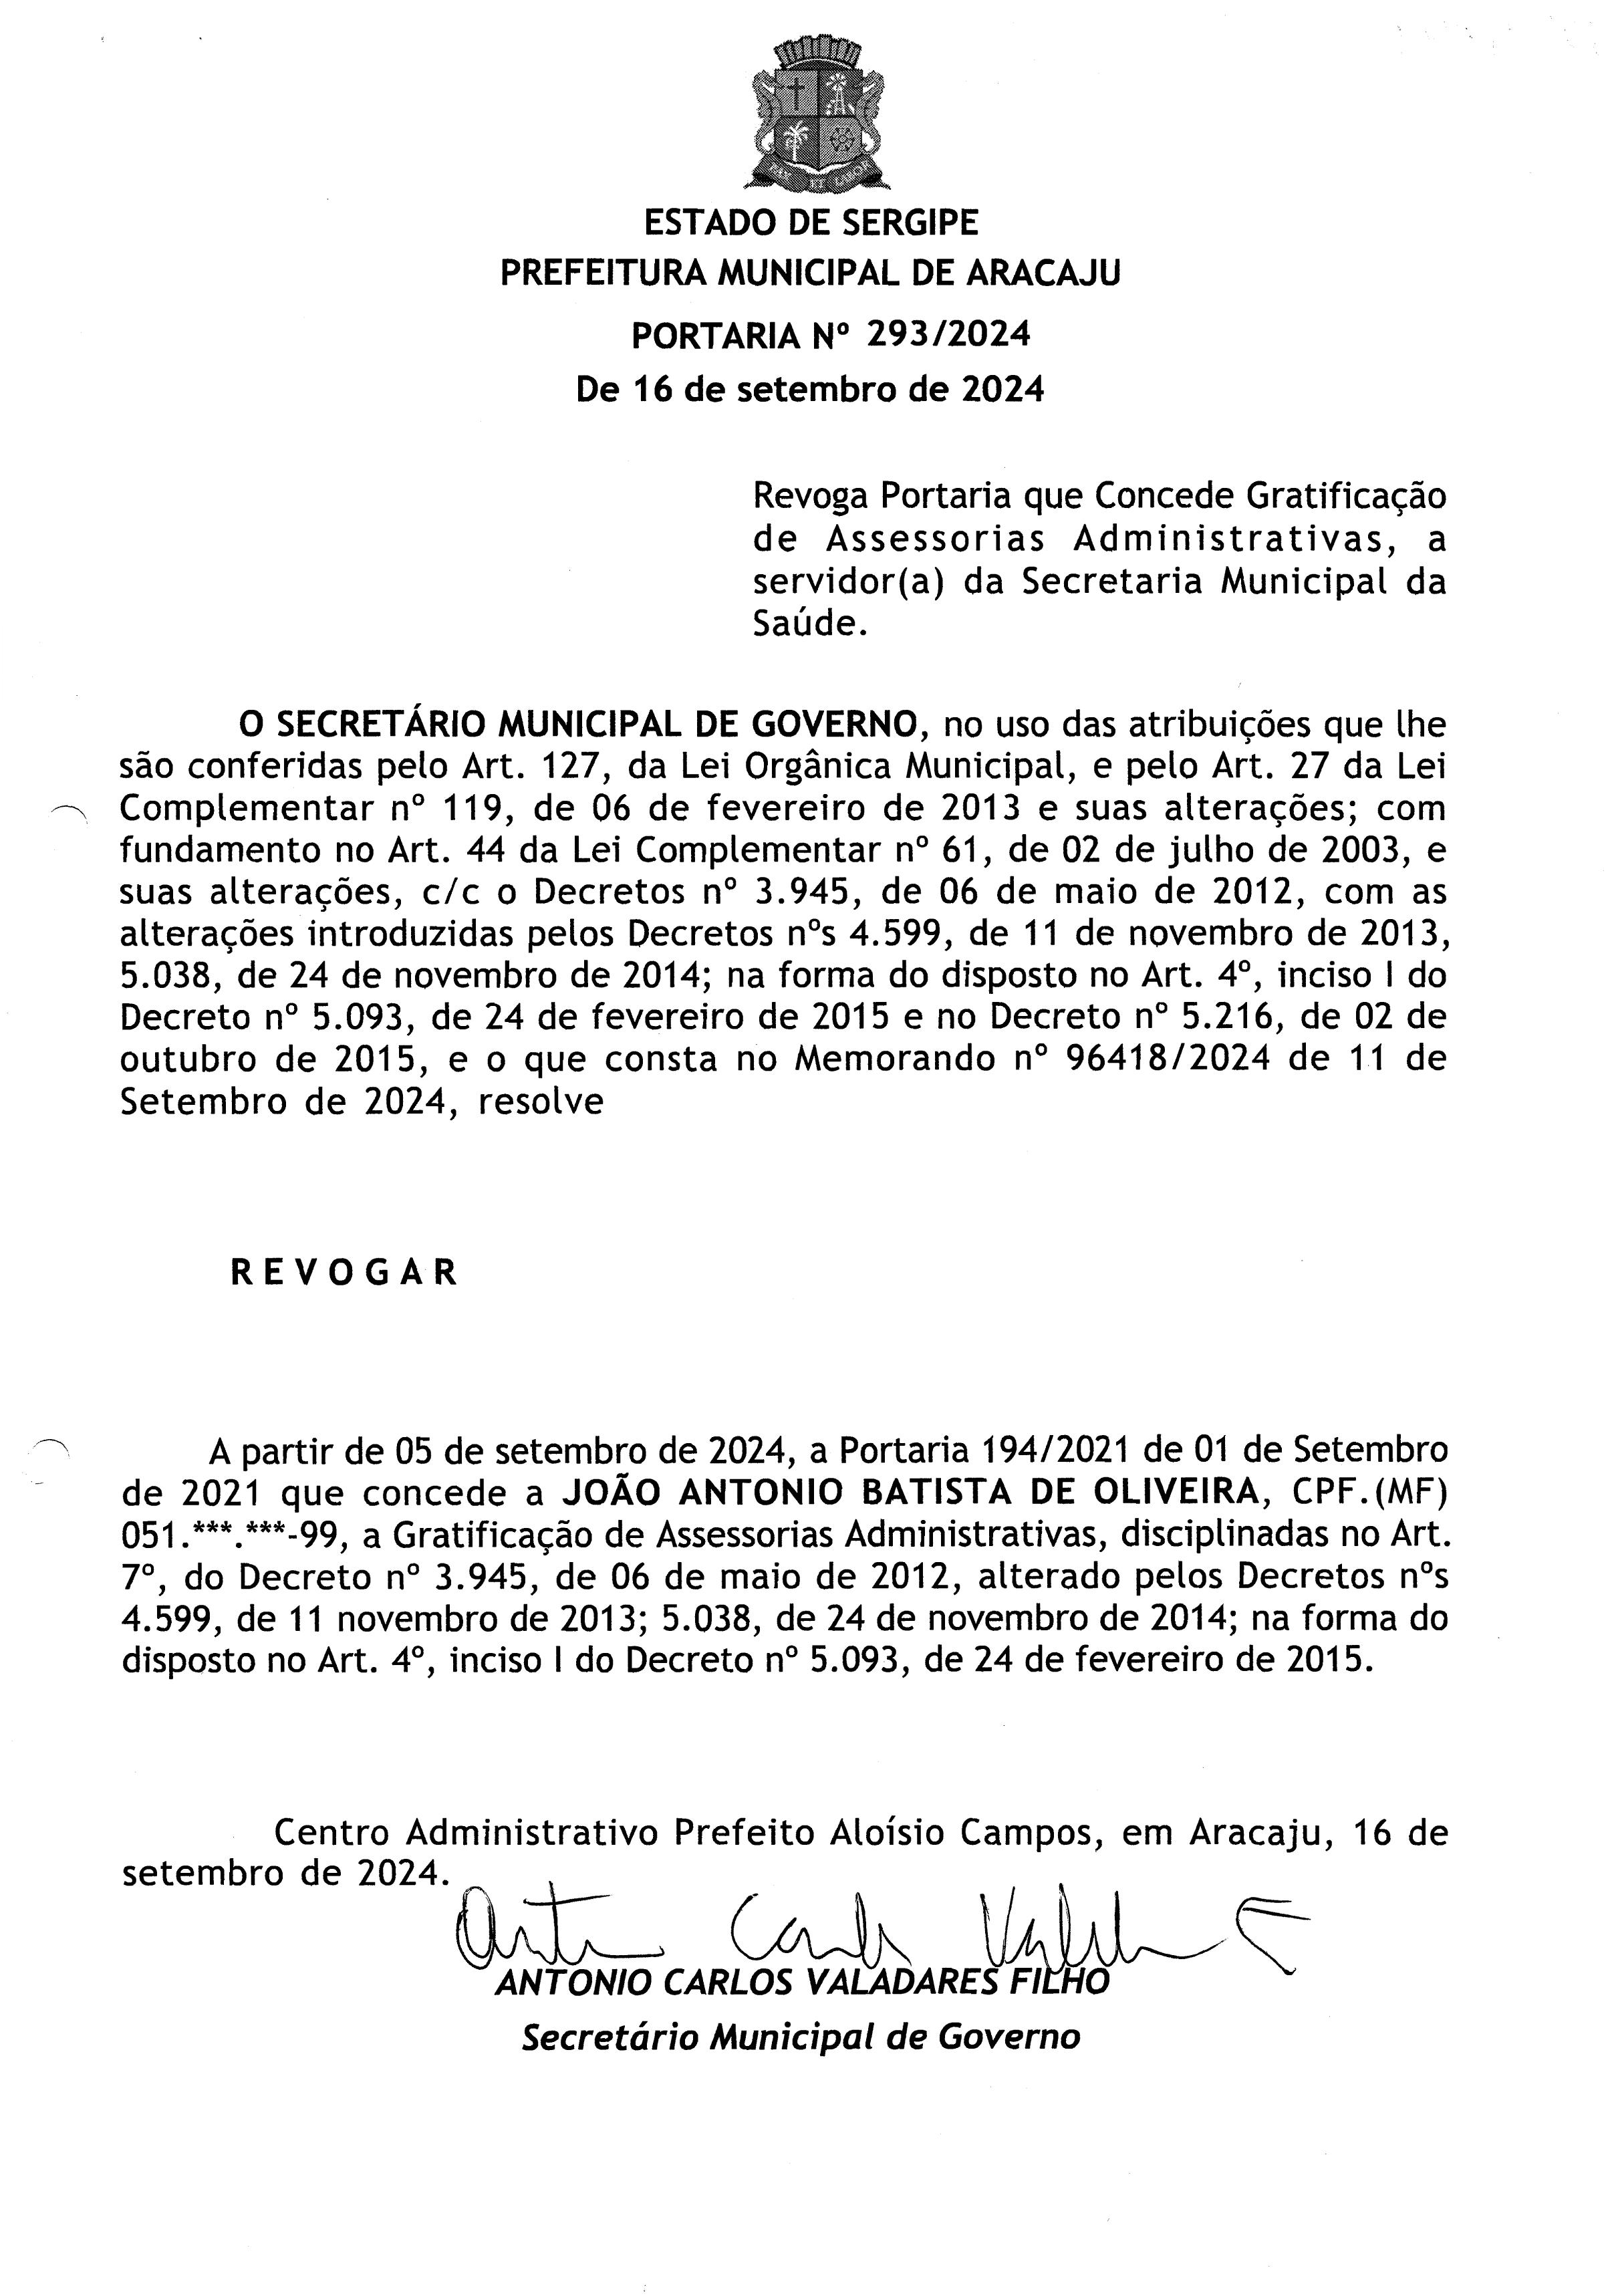 PAX ET LABOR
ESTADO DE SERGIPE
PREFEITURA MUNICIPAL DE ARACAJU
PORTARIA Nº 293/2024
De 16 de setembro de 2024
Revoga Portaria que Concede Gratificação
de Assessorias Administrativas, a
servidor(a) da Secretaria Municipal da
Saúde.
O SECRETÁRIO MUNICIPAL DE GOVERNO, no uso das atribuições que lhe
são conferidas pelo Art. 127, da Lei Orgânica Municipal, e pelo Art. 27 da Lei
Complementar nº 119, de 06 de fevereiro de 2013 e suas alterações; com
fundamento no Art. 44 da Lei Complementar nº 61, de 02 de julho de 2003, e
suas alterações, c/c o Decretos nº 3.945, de 06 de maio de 2012, com as
alterações introduzidas pelos Decretos nºs 4.599, de 11 de novembro de 2013,
5.038, de 24 de novembro de 2014; na forma do disposto no Art. 4º, inciso I do
Decreto nº 5.093, de 24 de fevereiro de 2015 e no Decreto nº 5.216, de 02 de
outubro de 2015, e o que consta no Memorando nº 96418/2024 de 11 de
Setembro de 2024, resolve
R E V O G A R
A partir de 05 de setembro de 2024, a Portaria 194/2021 de 01 de Setembro
de 2021 que concede a JOÃO ANTONIO BATISTA DE OLIVEIRA, CPF.(MF)
051.***.***-99, a Gratificação de Assessorias Administrativas, disciplinadas no Art.
7º, do Decreto nº 3.945, de 06 de maio de 2012, alterado pelos Decretos nºs
4.599, de 11 novembro de 2013; 5.038, de 24 de novembro de 2014; na forma do
disposto no Art. 4º, inciso I do Decreto nº 5.093, de 24 de fevereiro de 2015.
Centro Administrativo Prefeito Aloísio Campos, em Aracaju, 16 de
setembro de 2024.
ANTONIO CARLOS VALADARES FILHO
Secretário Municipal de Governo